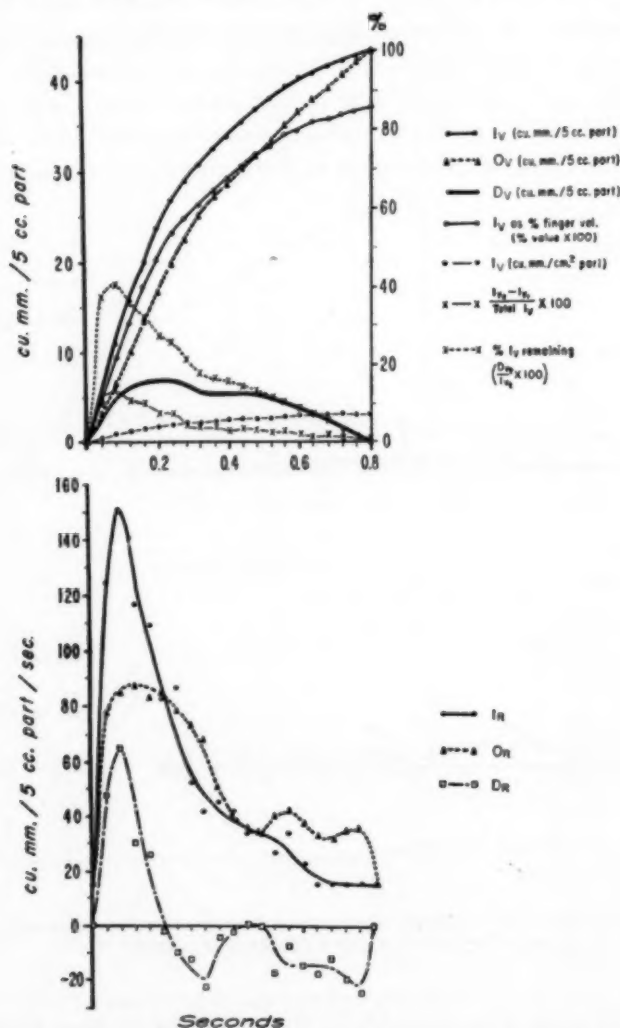 %
40
30
20
10
0
100
80
60
40
20
0
cu. mm. / 5 cc. part
0.2
0.4
0.6
0.8
Iv (cu. mm./5 cc. part)
Ov (cu. mm./5 cc. part)
Dv (cu. mm./5 cc. part)
Iv as % finger vol.
(% value X100)
Iv (cu. mm./cm.² part)
Total Iv X 100
% Iv remaining
X100)
160
140
120
100
80
60
40
20
0
-20
cu. mm. / 5 cc. part / sec.
IR
OR
DR
Seconds